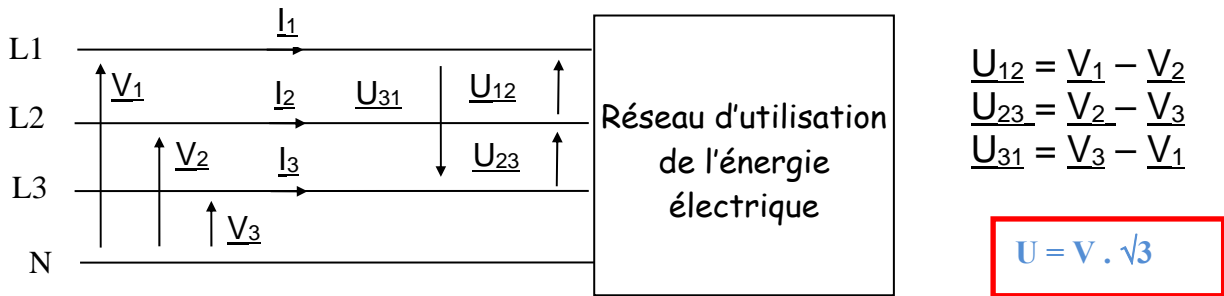 I1
L1
V1
I2
U31
U12
L2
V2
I3
U23
L3
V3
N
Réseau d'utilisation
de l'énergie
électrique
U12 = V1 – V2
U23 = V2 – V3
U31 = V3 – V1
U = V . √3